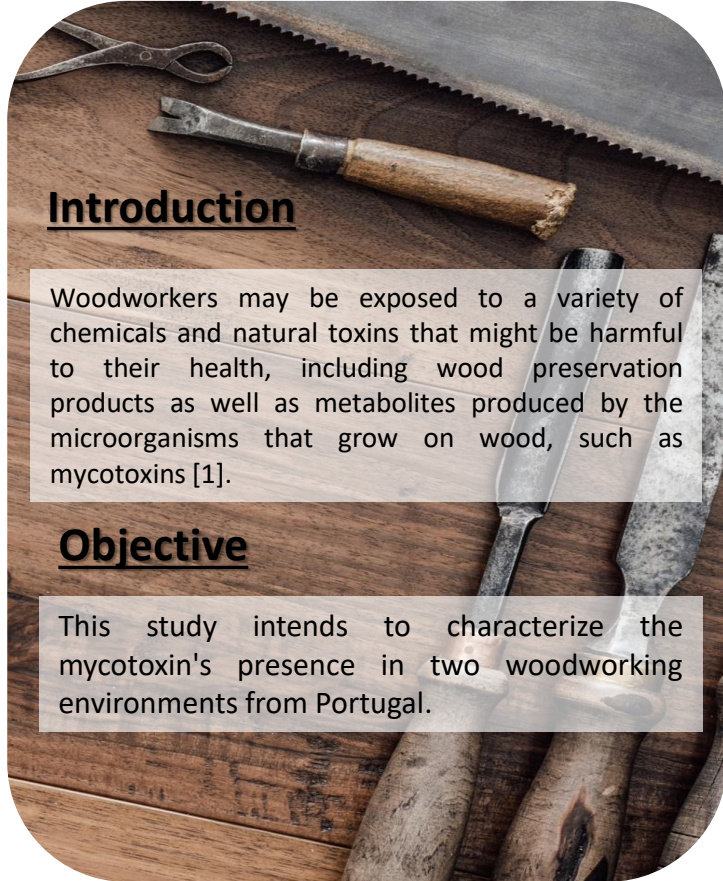 Introduction
Woodworkers may be exposed to a variety of
chemicals and natural toxins that might be harmful
to their health, including wood preservation
products as well as metabolites produced by the
microorganisms that grow on wood, such as
mycotoxins [1].
Objective
This study intends to characterize the
mycotoxin's presence in two woodworking
environments from Portugal.